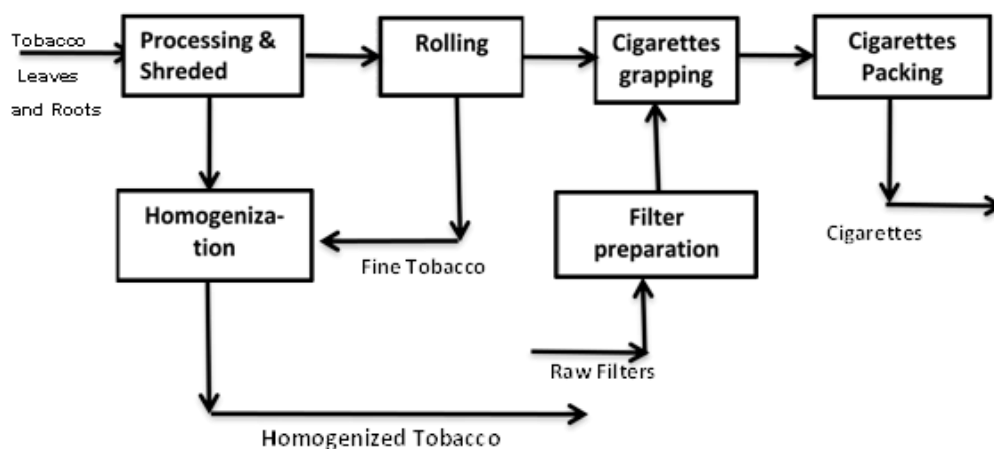 Tobacco
Leaves
and Roots
Processing &
Shreded
Rolling
Cigarettes
grapping
Cigarettes
Packing
Homogeniza-
tion
Fine Tobacco
Filter
preparation
Cigarettes
Raw Filters
Homogenized Tobacco